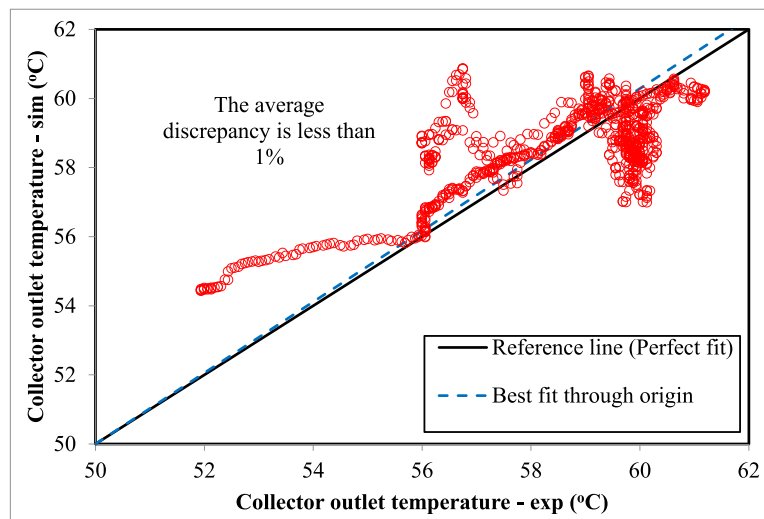 62
60
58
56
54
52
50
Collector outlet temperature - sim (ºC)
The average
discrepancy is less than
1%
Reference line (Perfect fit)
Best fit through origin
50 52 54 56 58 60 62
Collector outlet temperature - exp (ºC)